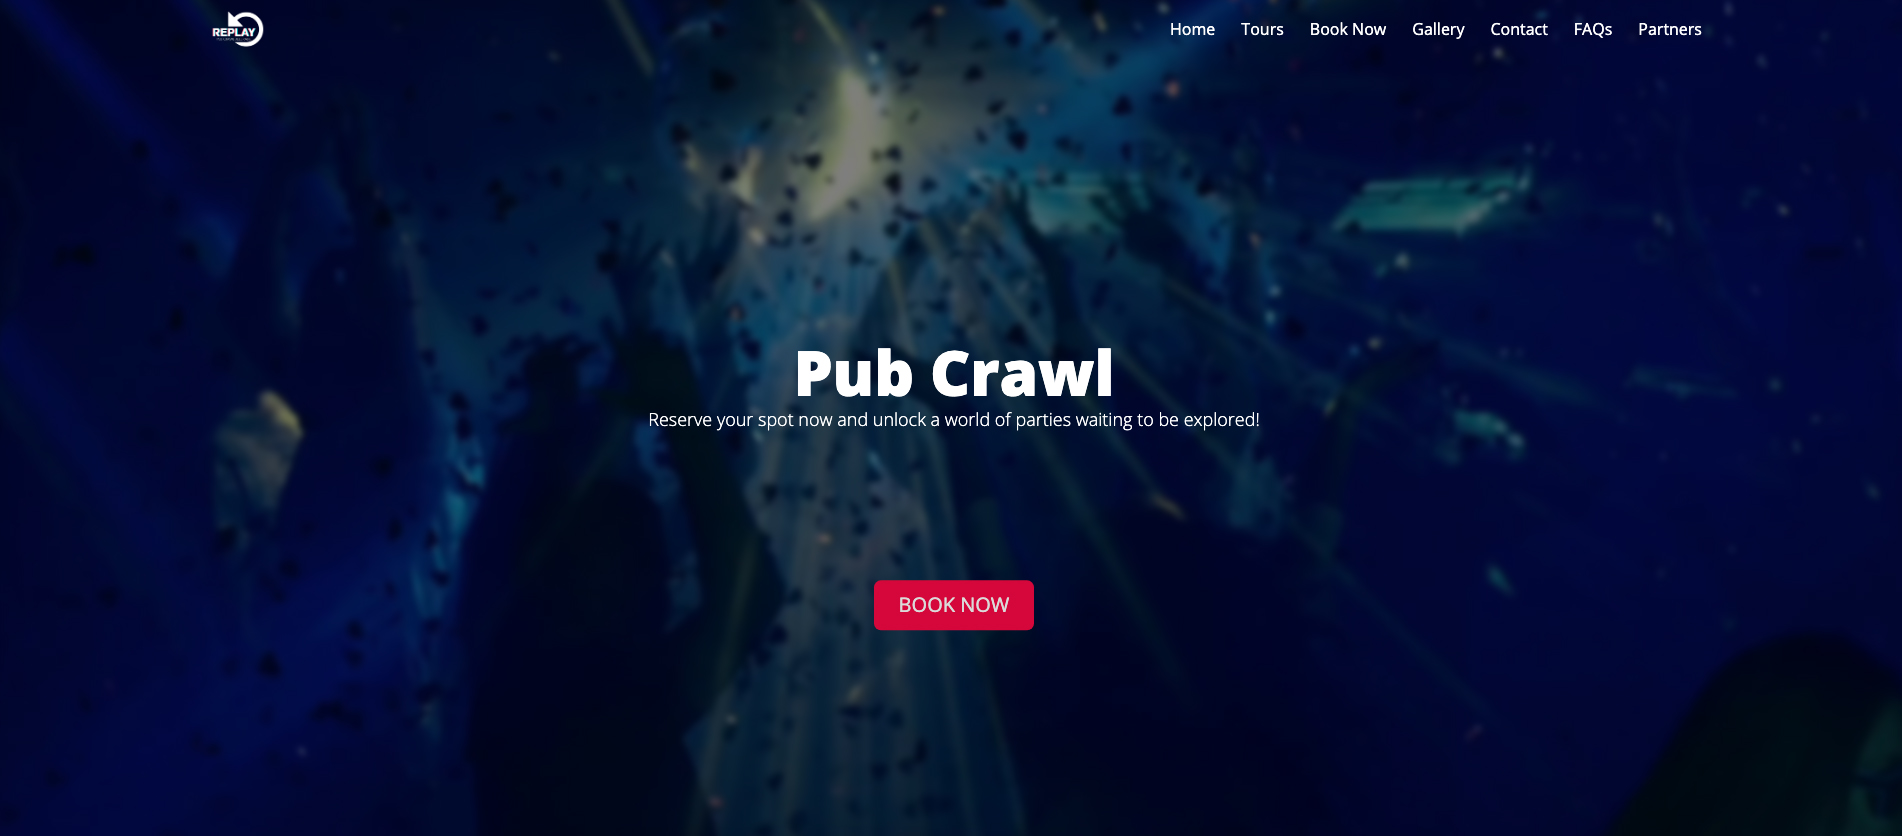 REPLAY
Home Tours Book Now Gallery Contact FAQs Partners
Pub Crawl
Reserve your spot now and unlock a world of parties waiting to be explored!
BOOK NOW